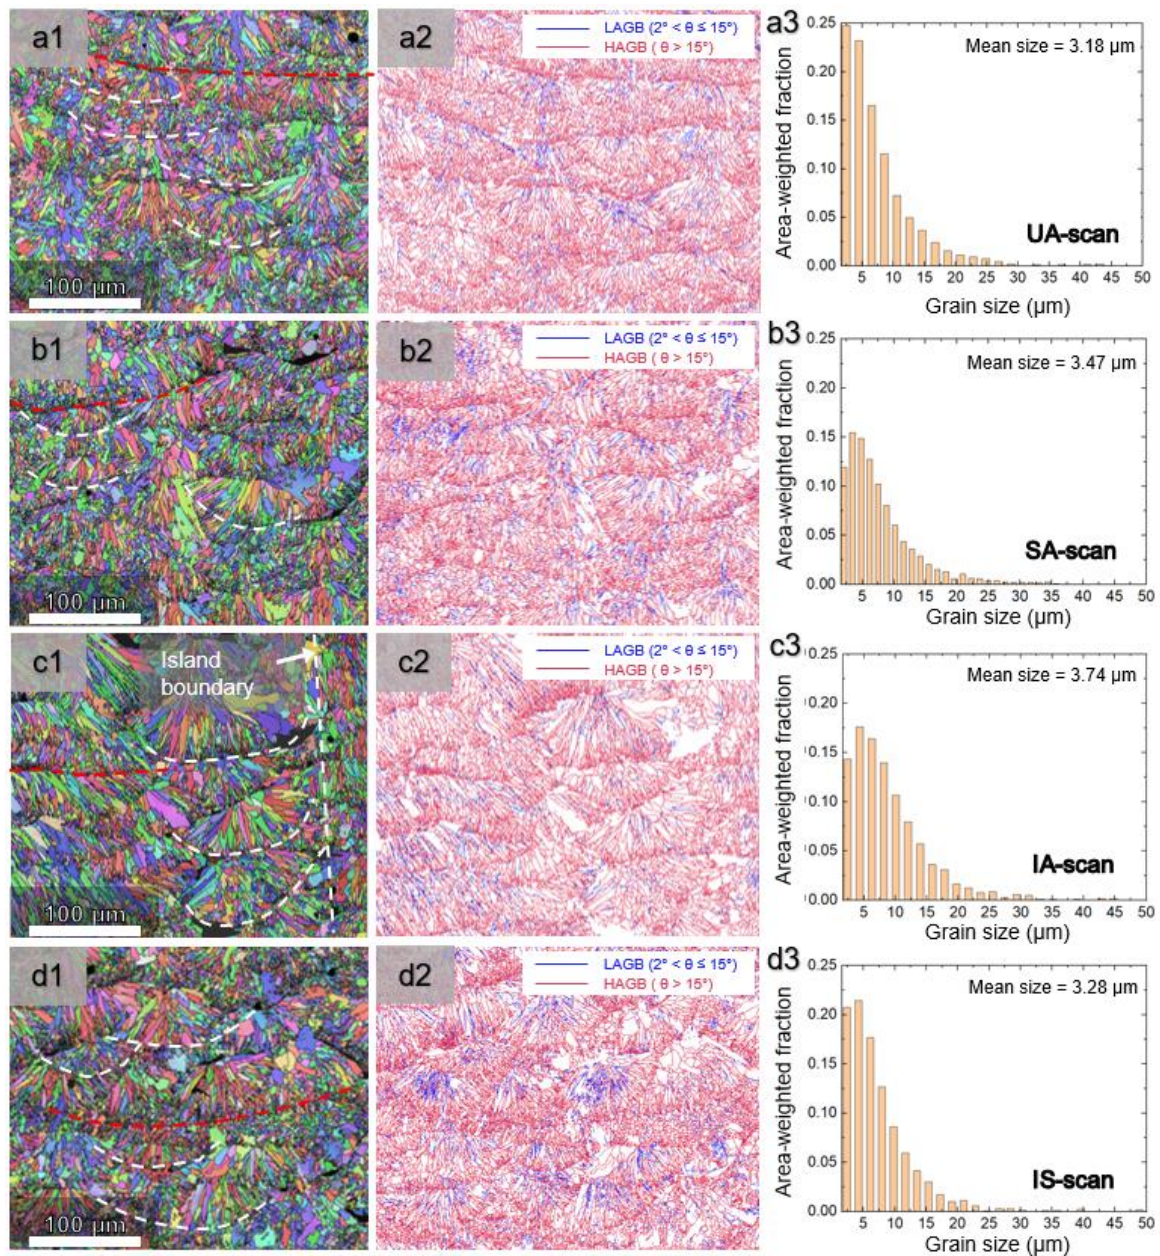 a1
100 µm
a2
LAGB (2° < θ ≤ 15°)
HAGB ( θ > 15°)
a3
Mean size = 3.18 µm
UA-scan
Area-weighted fraction
0.25
0.20
0.15
0.10
0.05
0.00
5 10 15 20 25 30 35 40 45 50
Grain size (µm)
b1
100 µm
b2
LAGB (2° < θ ≤ 15°)
HAGB ( θ > 15°)
b3
Mean size = 3.47 µm
SA-scan
Area-weighted fraction
0.25
0.20
0.15
0.10
0.05
0.00
5 10 15 20 25 30 35 40 45 50
Grain size (µm)
c1
Island
boundary
100 µm
c2
LAGB (2° < θ ≤ 15°)
HAGB ( θ > 15°)
c3
Mean size = 3.74 µm
IA-scan
Area-weighted fraction
0.25
0.20
0.15
0.10
0.05
0.00
5 10 15 20 25 30 35 40 45 50
Grain size (µm)
d1
100 µm
d2
LAGB (2° < θ ≤ 15°)
HAGB ( θ > 15°)
d3
Mean size = 3.28 µm
IS-scan
Area-weighted fraction
0.25
0.20
0.15
0.10
0.05
0.00
5 10 15 20 25 30 35 40 45 50
Grain size (µm)